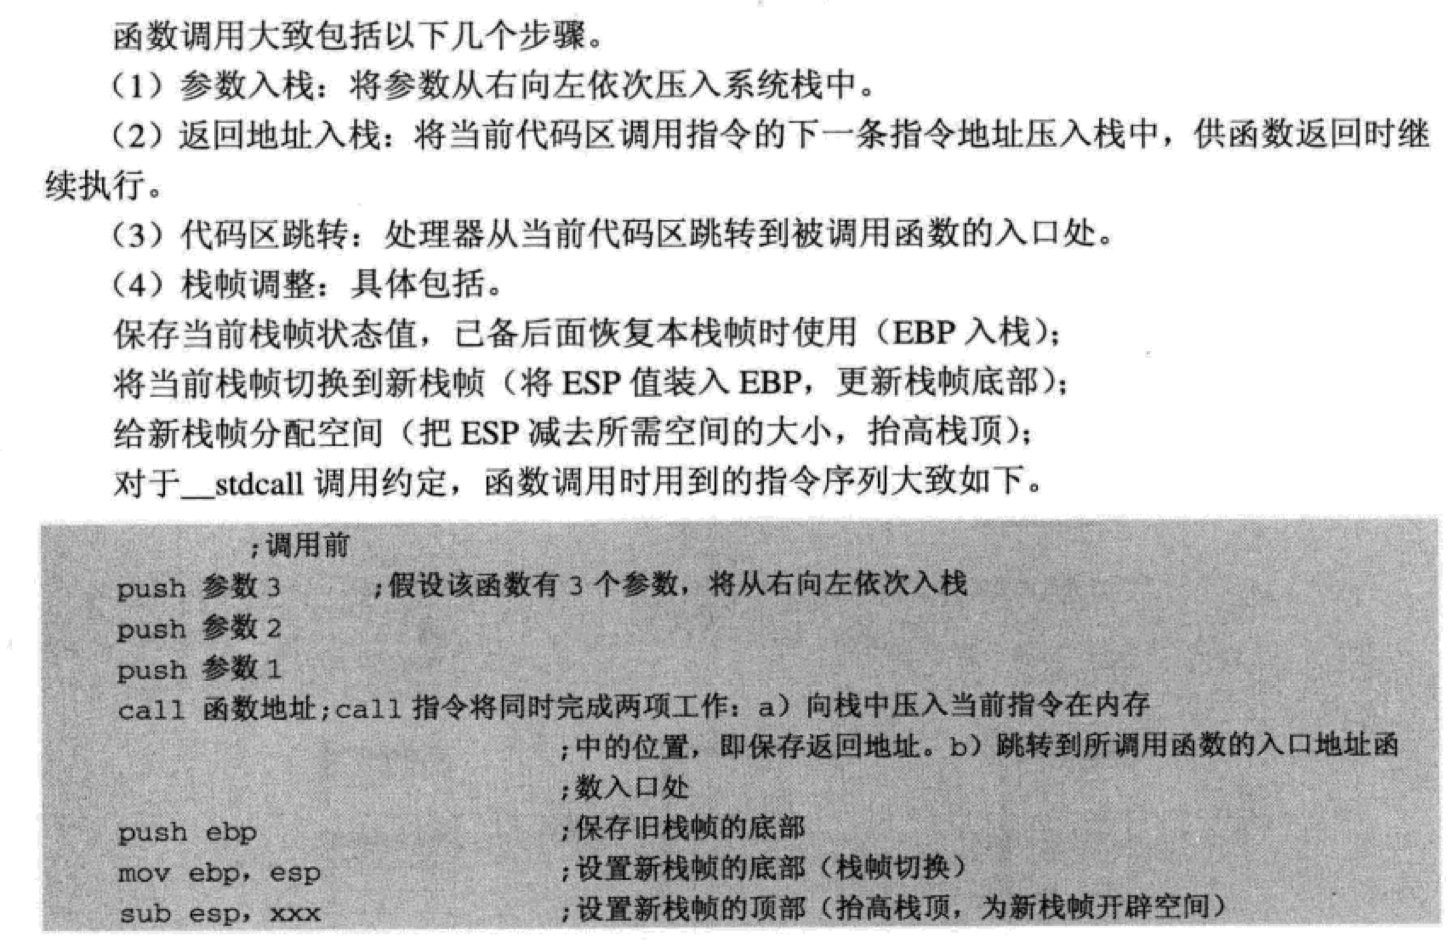 函数调用大致包括以下几个步骤。
（1）参数入栈：将参数从右向左依次压入系统栈中。
（2）返回地址入栈：将当前代码区调用指令的下一条指令地址压入栈中，供函数返回时继
续执行。
（3）代码区跳转：处理器从当前代码区跳转到被调用函数的入口处。
（4）栈帧调整：具体包括。
保存当前栈帧状态值，已备后面恢复本栈帧时使用（EBP 入栈）；
将当前栈帧切换到新栈帧（将 ESP 值装入 EBP，更新栈帧底部）；
给新栈帧分配空间（把 ESP 减去所需空间的大小，抬高栈顶）；
对于__stdcall 调用约定，函数调用时用到的指令序列大致如下。
;调用前
push 参数 3 ;假设该函数有 3 个参数，将从右向左依次入栈
push 参数 2
push 参数 1
call 函数地址;call 指令将同时完成两项工作：a）向栈中压入当前指令在内存
;中的位置，即保存返回地址。b）跳转到所调用函数的入口地址函
;数入口处
push ebp ;保存旧栈帧的底部
mov ebp，esp ;设置新栈帧的底部（栈帧切换）
sub esp，xxx ;设置新栈帧的顶部（抬高栈顶，为新栈帧开辟空间）